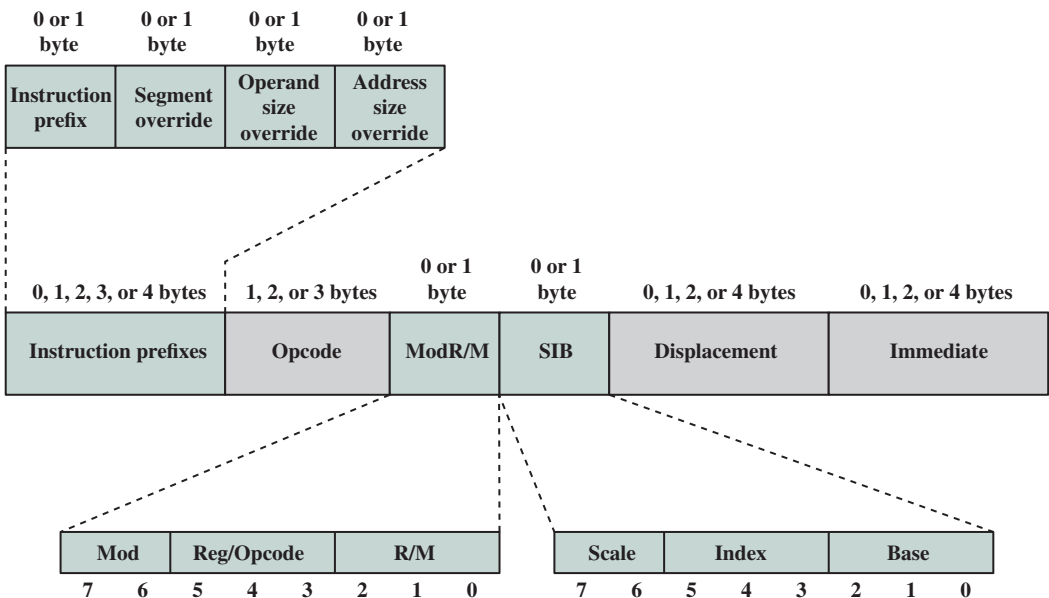 0 or 1 byte
0 or 1 byte
0 or 1 byte
0 or 1 byte
Instruction prefix
Segment override
Operand size override
Address size override
0, 1, 2, 3, or 4 bytes
1, 2, or 3 bytes
0 or 1 byte
0 or 1 byte
0, 1, 2, or 4 bytes
0, 1, 2, or 4 bytes
Instruction prefixes
Opcode
ModR/M
SIB
Displacement
Immediate
Mod
Reg/Opcode
R/M
7 6 5 4 3 2 1 0
Scale
Index
Base
7 6 5 4 3 2 1 0